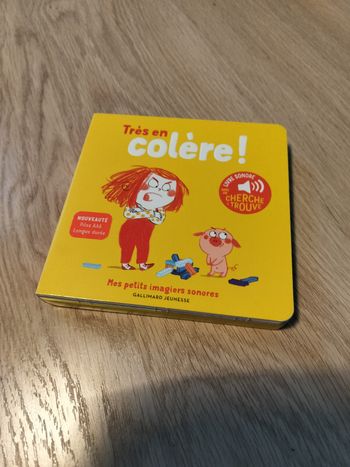 Très en
colère !
LIVRE SONORE
CHERCHE
TROUVE
NOUVEAUTÉ
Piles AAA
Longue durée
Mes petits imagiers sonores
GALLIMARD JEUNESSE